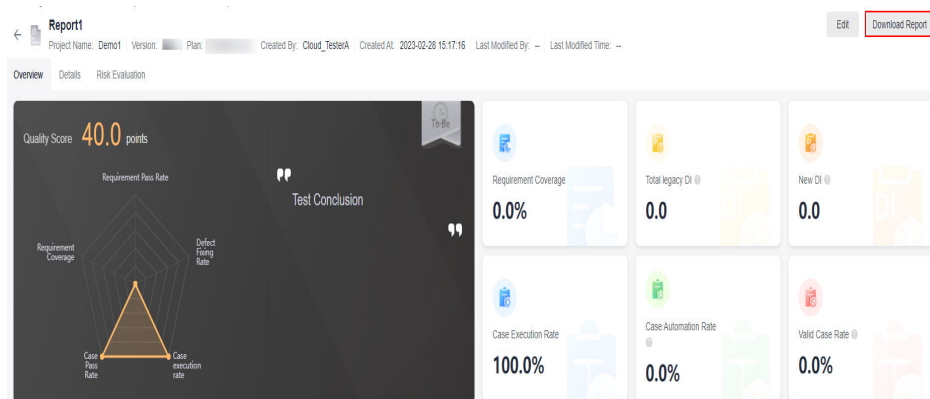 Report1
Edit
Download Report
Project Name: Demo1 Version: Plan: Created By: Cloud_TesterA Created At: 2023-02-28 15:17:16 Last Modified By: -- Last Modified Time: --
Overview Details Risk Evaluation
Quality Score 40.0 points
To Be
Requirement Pass Rate
Defect
Fixing
Rate
Case
execution
rate
Case
Pass
Rate
Requirement
Coverage
Test Conclusion
Requirement Coverage
0.0%
Total legacy DI
0.0
New DI
0.0
Case Execution Rate
100.0%
Case Automation Rate
0.0%
Valid Case Rate
0.0%